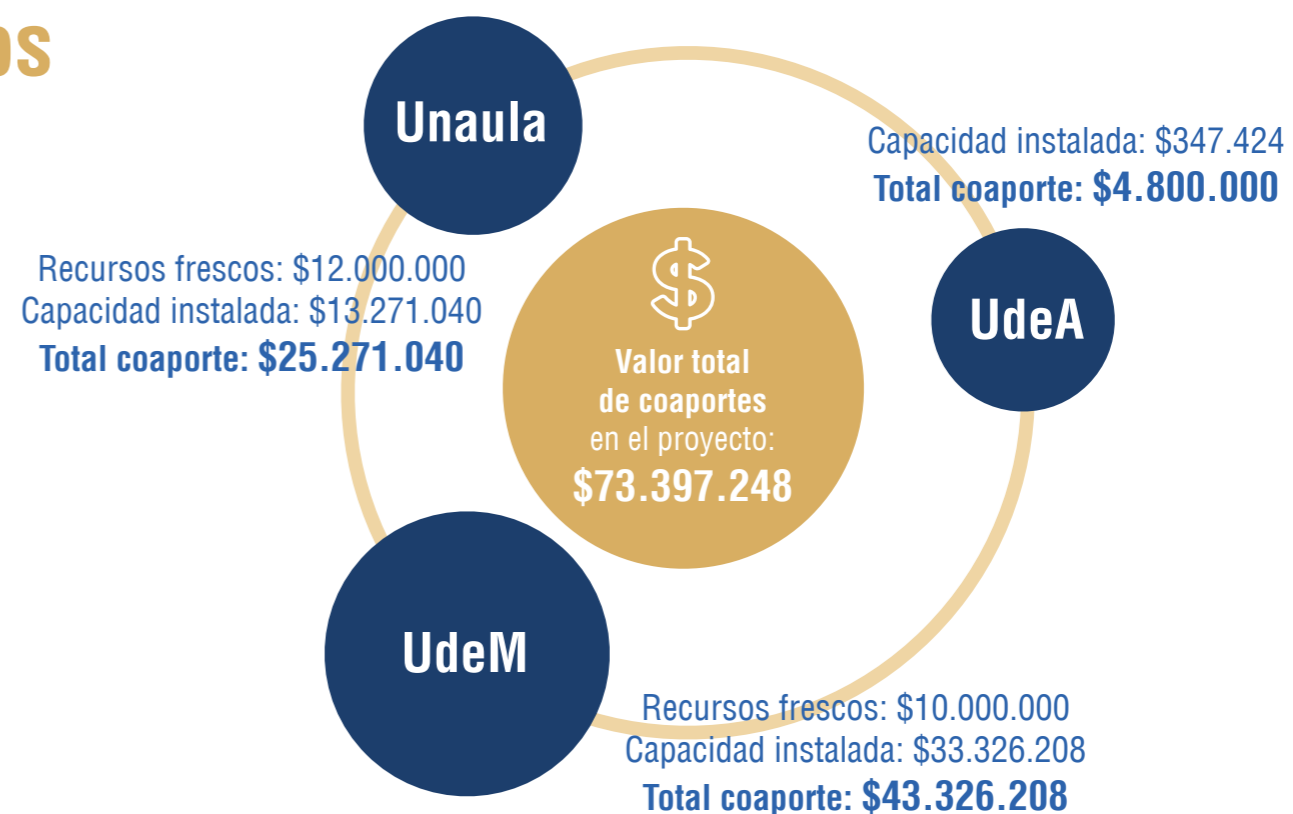 os
Unaula
Recursos frescos: $12.000.000
Capacidad instalada: $13.271.040
Total coaporte: $25.271.040
Capacidad instalada: $347.424
Total coaporte: $4.800.000
UdeA
$
Valor total
de coaportes
en el proyecto:
$73.397.248
UdeM
Recursos frescos: $10.000.000
Capacidad instalada: $33.326.208
Total coaporte: $43.326.208